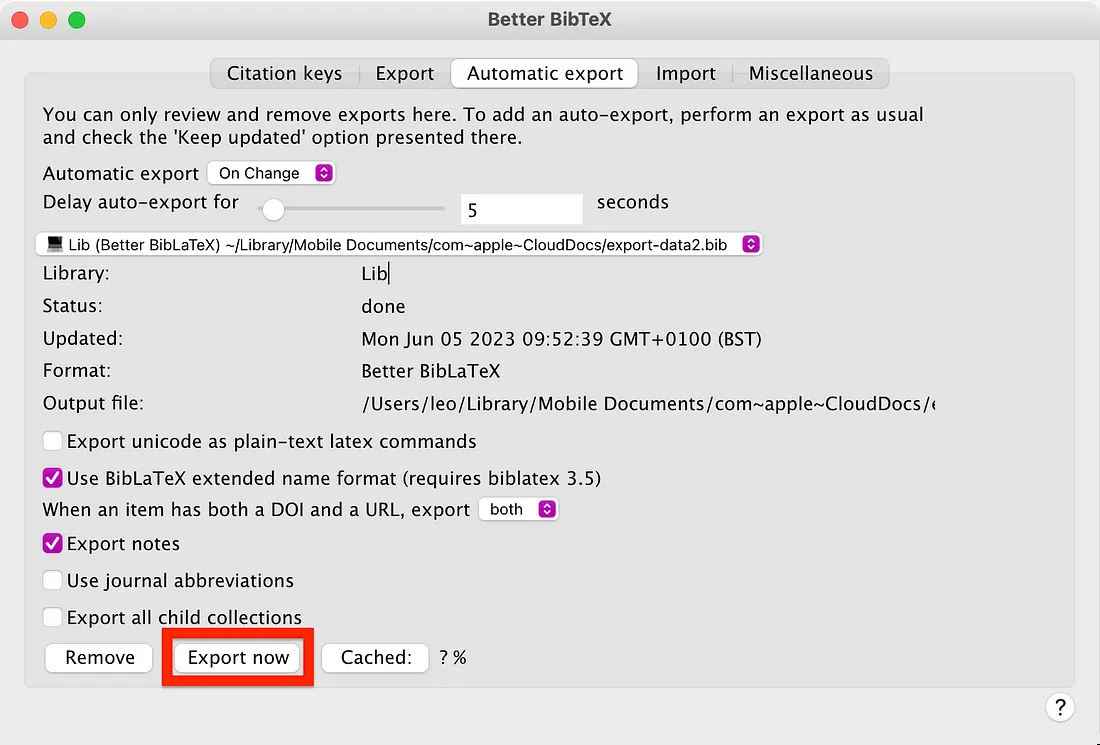 Better BibTeX
Citation keys Export Automatic export Import Miscellaneous
You can only review and remove exports here. To add an auto-export, perform an export as usual
and check the 'Keep updated' option presented there.
Automatic export On Change
Delay auto-export for 5 seconds
Lib (Better BibLaTeX) ~/Library/Mobile Documents/com~apple~CloudDocs/export-data2.bib
Library: Lib
Status: done
Updated: Mon Jun 05 2023 09:52:39 GMT+0100 (BST)
Format: Better BibLaTeX
Output file: /Users/leo/Library/Mobile Documents/com~apple~CloudDocs/
Export unicode as plain-text latex commands
Use BibLaTeX extended name format (requires biblatex 3.5)
When an item has both a DOI and a URL, export both
Export notes
Use journal abbreviations
Export all child collections
Remove Export now Cached: ? %
?